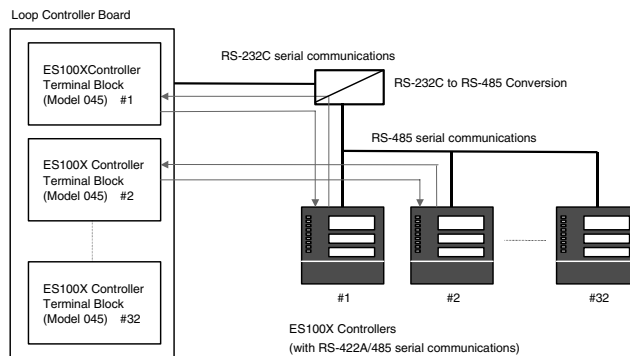 Loop Controller Board
ES100XController
Terminal Block
(Model 045) #1
RS-232C serial communications
RS-232C to RS-485 Conversion
RS-485 serial communications
ES100X Controller
Terminal Block
(Model 045) #2
ES100X Controller
Terminal Block
(Model 045) #32
#1
#2
#32
ES100X Controllers
(with RS-422A/485 serial communications)